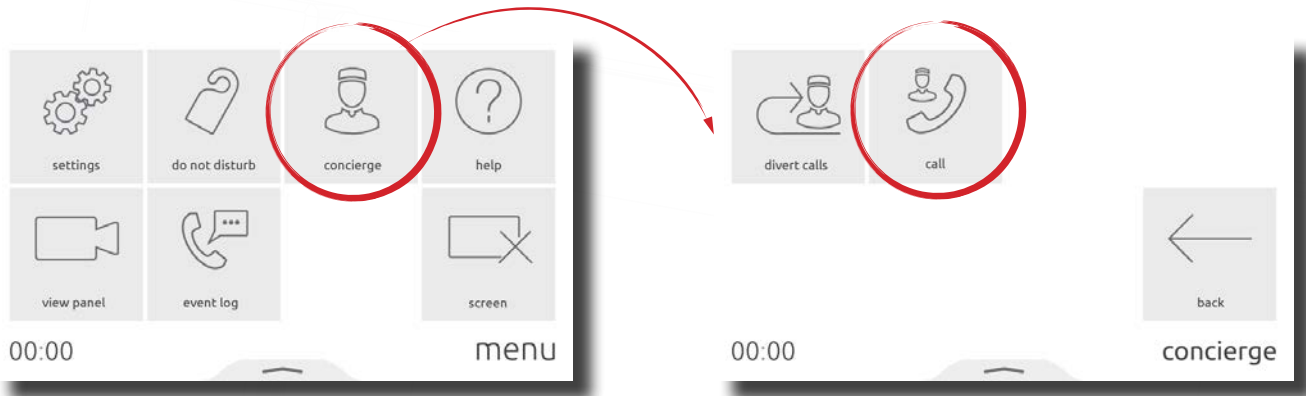 settings
do not disturb
concierge
help
view panel
event log
screen
00:00
menu
divert calls
call
back
00:00
concierge